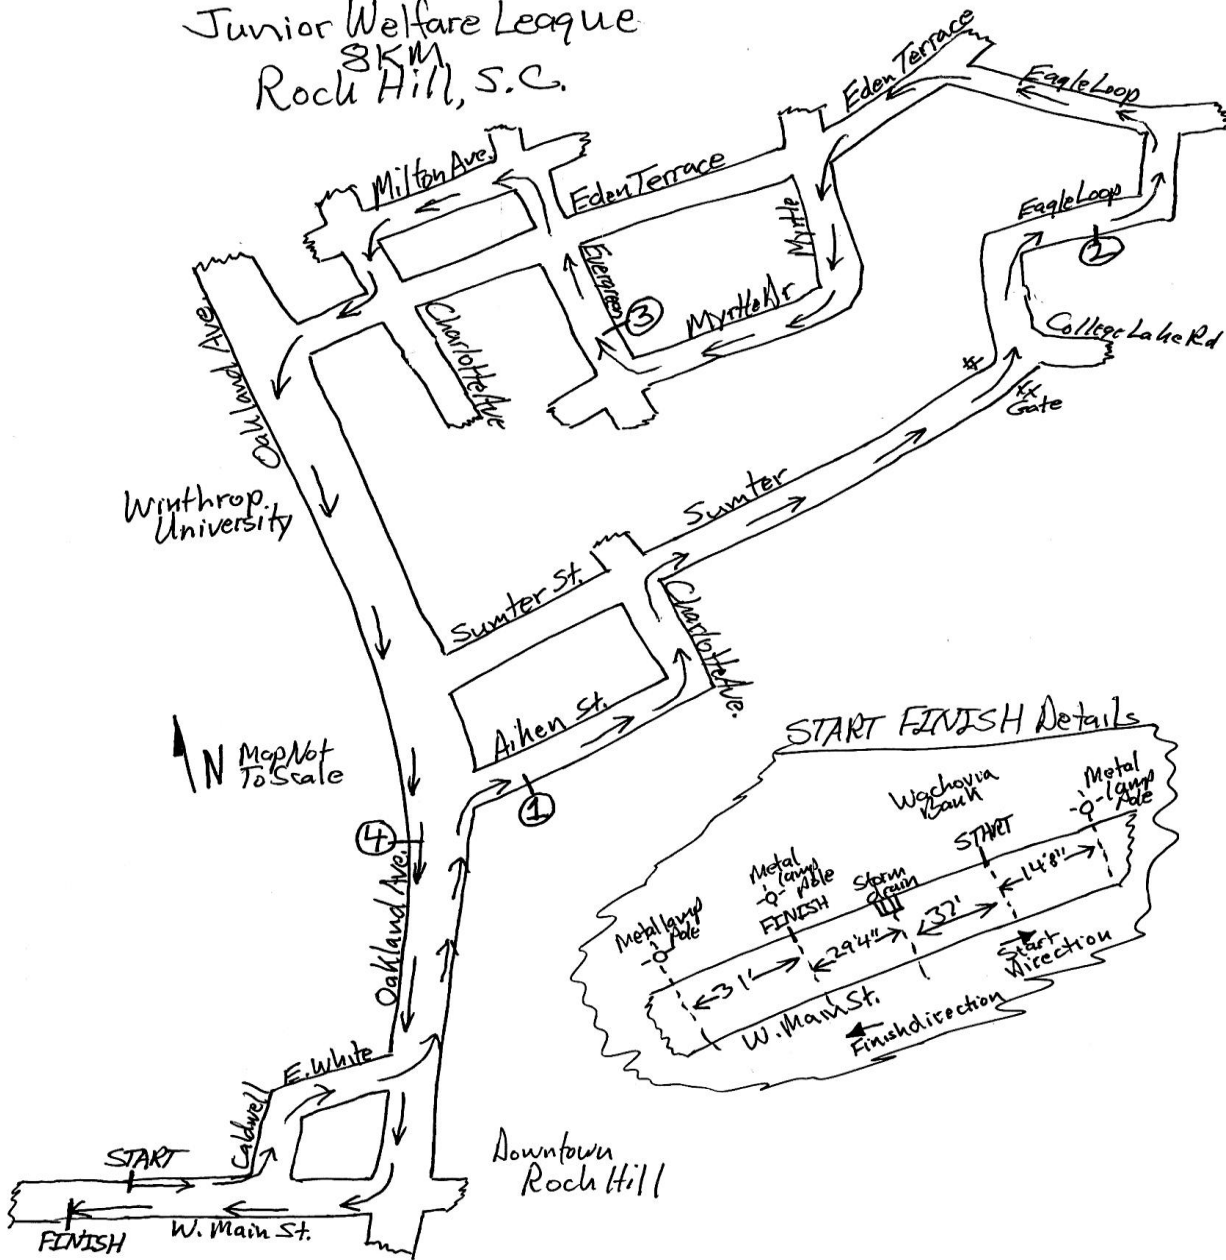 Junior Welfare League
8KM
Rock Hill, S.C.
Eden Terrace
Eagle Loop
Milton Ave.
Eden Terrace
White
Eagle Loop
2
Evergreen
3
Myrtle Dr
College Lake Rd
Oakland Ave.
Charlotte Ave
xx
Gate
Winthrop
University
Sumter
Sumter St.
Charlotte Ave.
Aiken St.
1
N
Map Not
To Scale
4
Oakland Ave.
E. White
Caldwell
START
FINISH
W. Main St.
Downtown
Rock Hill
START FINISH Details
Wachovia
Bank
Metal
lamp
Pole
START
14'8"
Metal
lamp
Pole
Storm
drain
FINISH
Metal lamp
Pole
31'
29'4"
32'
Start
Direction
W. Main St.
Finish direction